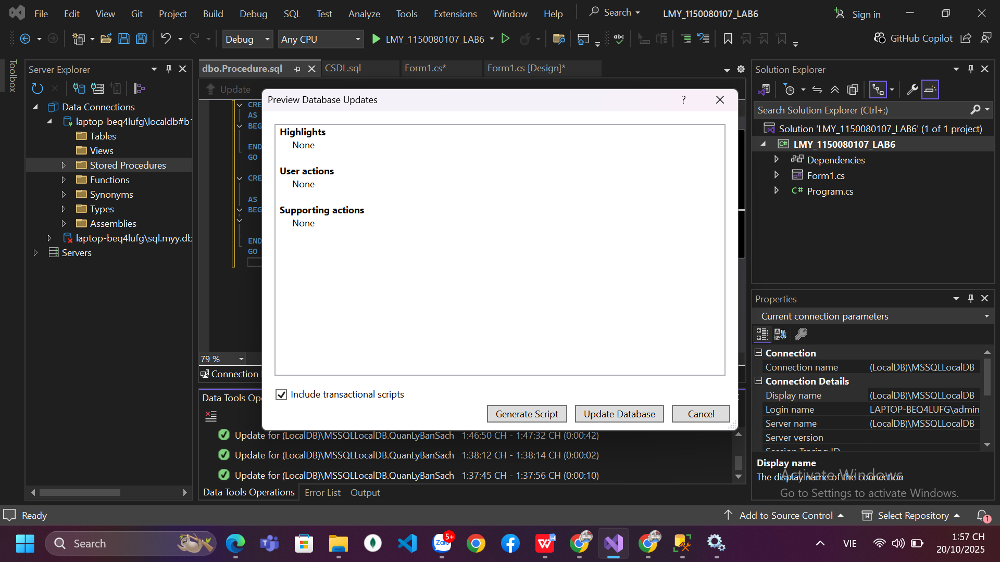 File Edit View Git Project Build Debug SQL Test Analyze Tools Extensions Window Help Search LMY_1150080107_LAB6 Sign in
Debug Any CPU LMY_1150080107_LAB6 abc GitHub Copilot
Toolbox
Server Explorer
Data Connections
laptop-beq4lufg\localdb#b
Tables
Views
Stored Procedures
Functions
Synonyms
Types
Assemblies
laptop-beq4lufg\sql.myy.db
Servers
dbo.Procedure.sql CSDL.sql Form1.cs* Form1.cs [Design]*
Update
CRE
AS
BEG
END
GO
CRE
AS
BEG
END
GO
79 %
Connection
Preview Database Updates ?
Highlights
None
User actions
None
Supporting actions
None
Include transactional scripts
Generate Script Update Database Cancel
Data Tools Op
Update for (LocalDB)\MSSQLLocalDB.QuanLyBanSach 1:46:50 CH - 1:47:32 CH (0:00:42)
Update for (LocalDB)\MSSQLLocalDB.QuanLyBanSach 1:38:12 CH - 1:38:14 CH (0:00:02)
Update for (LocalDB)\MSSQLLocalDB.QuanLyBanSach 1:37:45 CH - 1:37:56 CH (0:00:10)
Data Tools Operations Error List Output
Solution Explorer
Search Solution Explorer (Ctrl+;)
Solution 'LMY_1150080107_LAB6' (1 of 1 project)
C# LMY_1150080107_LAB6
Dependencies
Form1.cs
C# Program.cs
Properties
Current connection parameters
Connection
Connection name (LocalDB)\MSSQLLocalDB
Connection Details
Display name (LocalDB)\MSSQLLocalDB
Login name LAPTOP-BEQ4LUFG\admin
Server name (LocalDB)\MSSQLLocalDB
Server version
Session Tracing ID
Display name
The display name of the connection
Activate Windows
Go to Settings to activate Windows.
Ready Add to Source Control Select Repository 1
Search Zalo 5+ W VIE 1:57 CH
20/10/2025